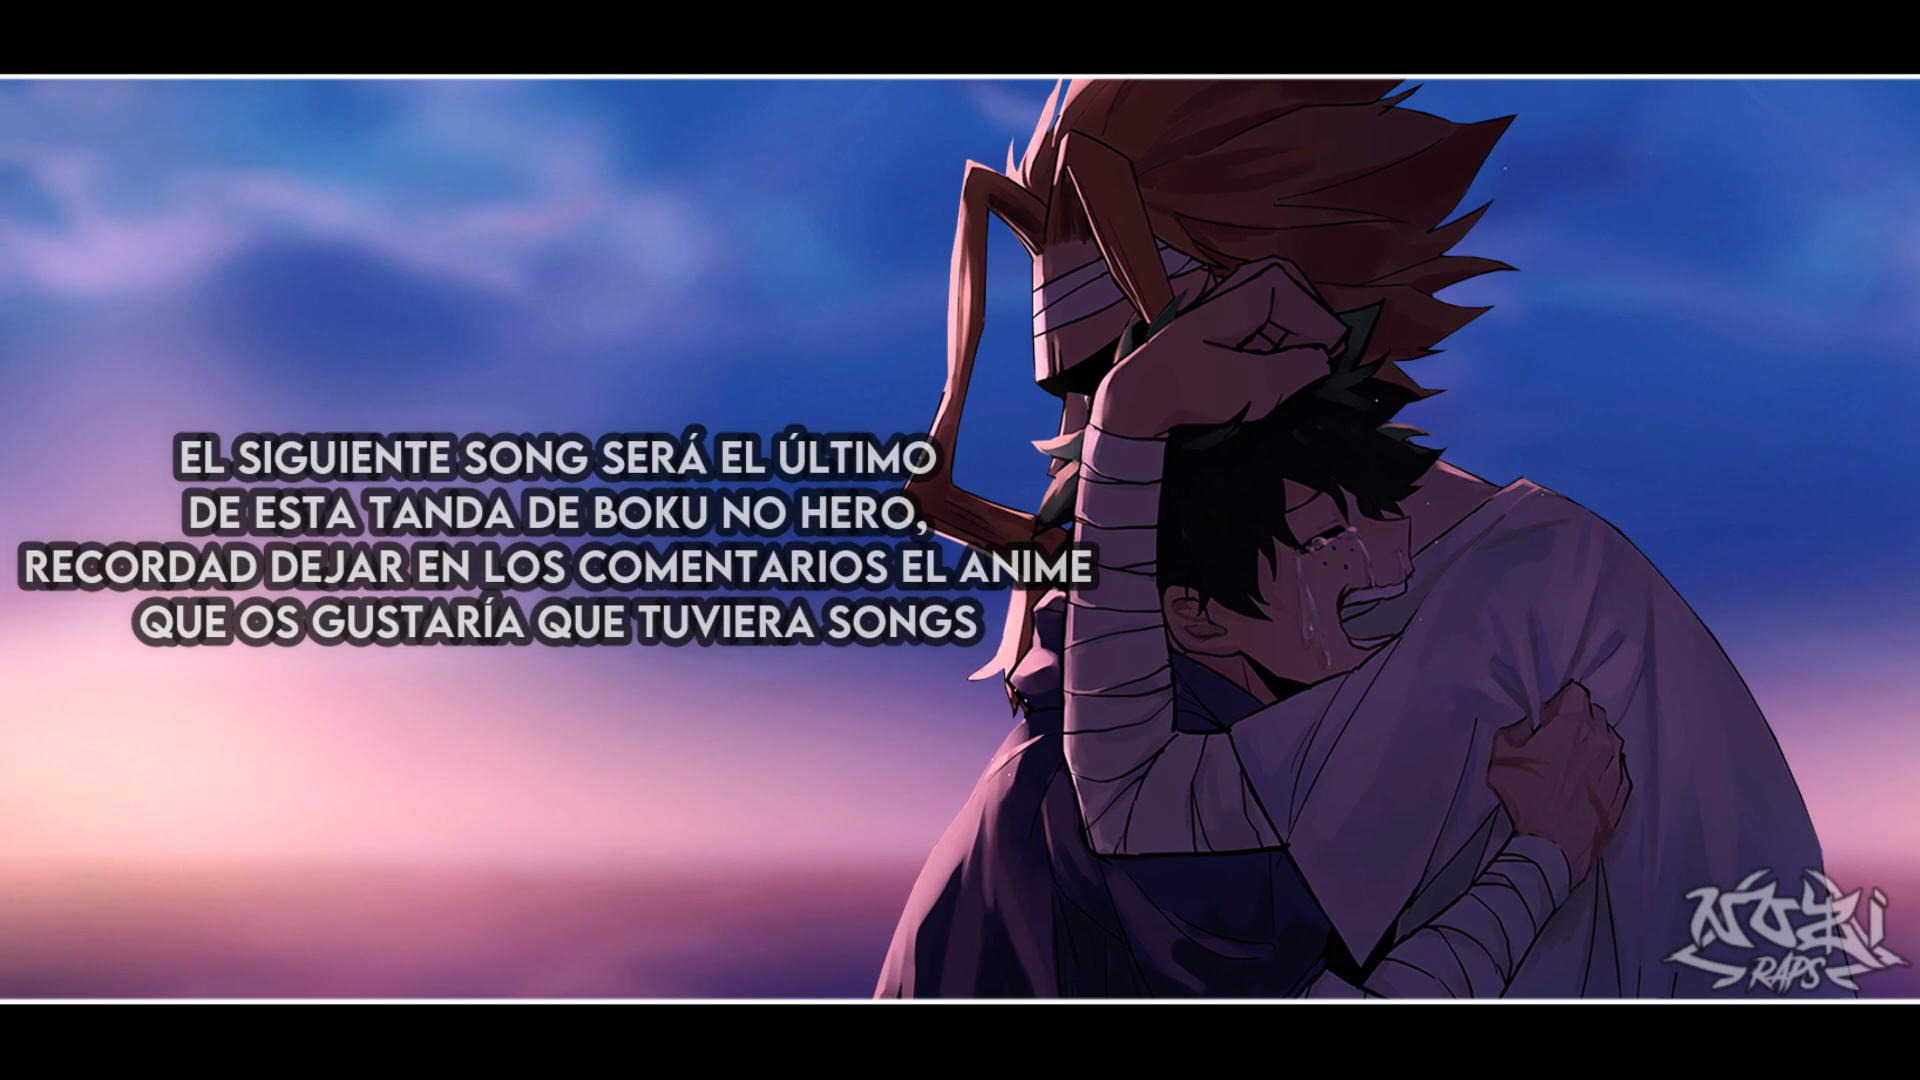 EL SIGUIENTE SONG SERÁ EL ÚLTIMO
DE ESTA TANDA DE BOKU NO HERO,
RECORDAD DEJAR EN LOS COMENTARIOS EL ANIME
QUE OS GUSTARÍA QUE TUVIERA SONGS
RAPS